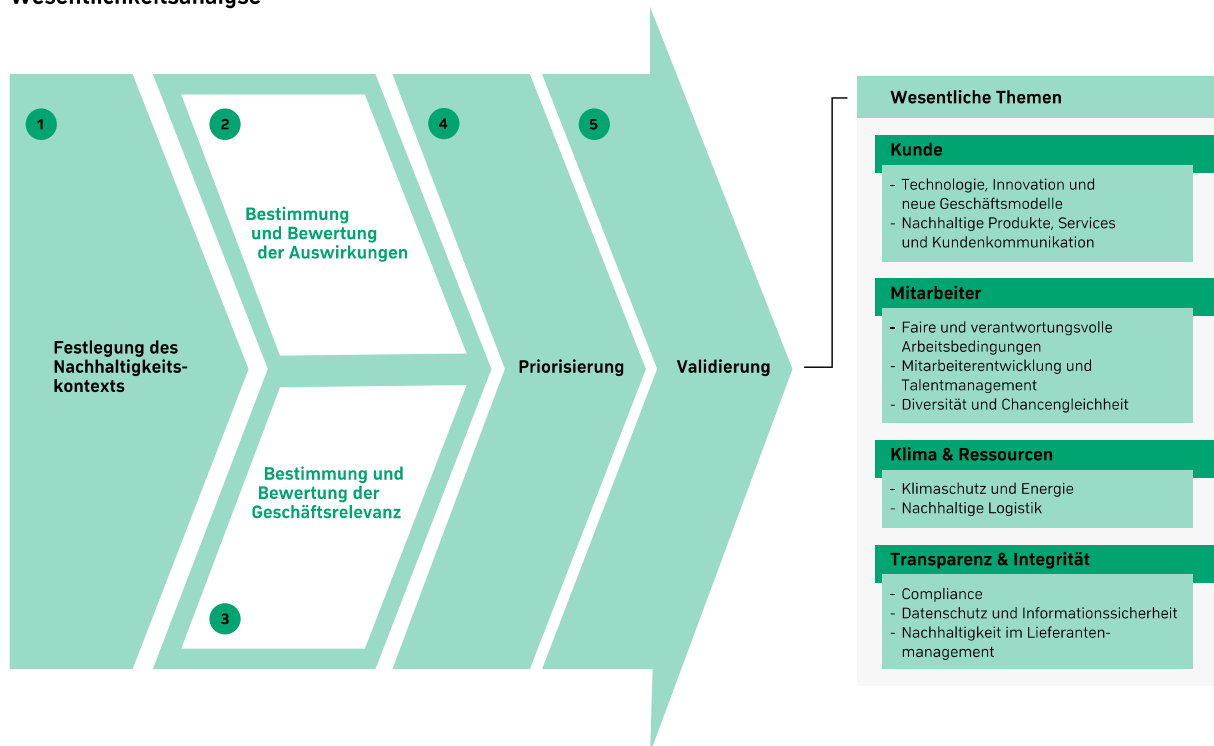 Wesentlichkeitsanalyse
1
Festlegung des
Nachhaltigkeits-
kontexts
2
Bestimmung
und Bewertung
der Auswirkungen
Bestimmung und
Bewertung der
Geschäftsrelevanz
3
4
Priorisierung
5
Validierung
Wesentliche Themen
Kunde
- Technologie, Innovation und
neue Geschäftsmodelle
- Nachhaltige Produkte, Services
und Kundenkommunikation
Mitarbeiter
- Faire und verantwortungsvolle
Arbeitsbedingungen
- Mitarbeiterentwicklung und
Talentmanagement
- Diversität und Chancengleichheit
Klima & Ressourcen
- Klimaschutz und Energie
- Nachhaltige Logistik
Transparenz & Integrität
- Compliance
- Datenschutz und Informationssicherheit
- Nachhaltigkeit im Lieferanten-
management